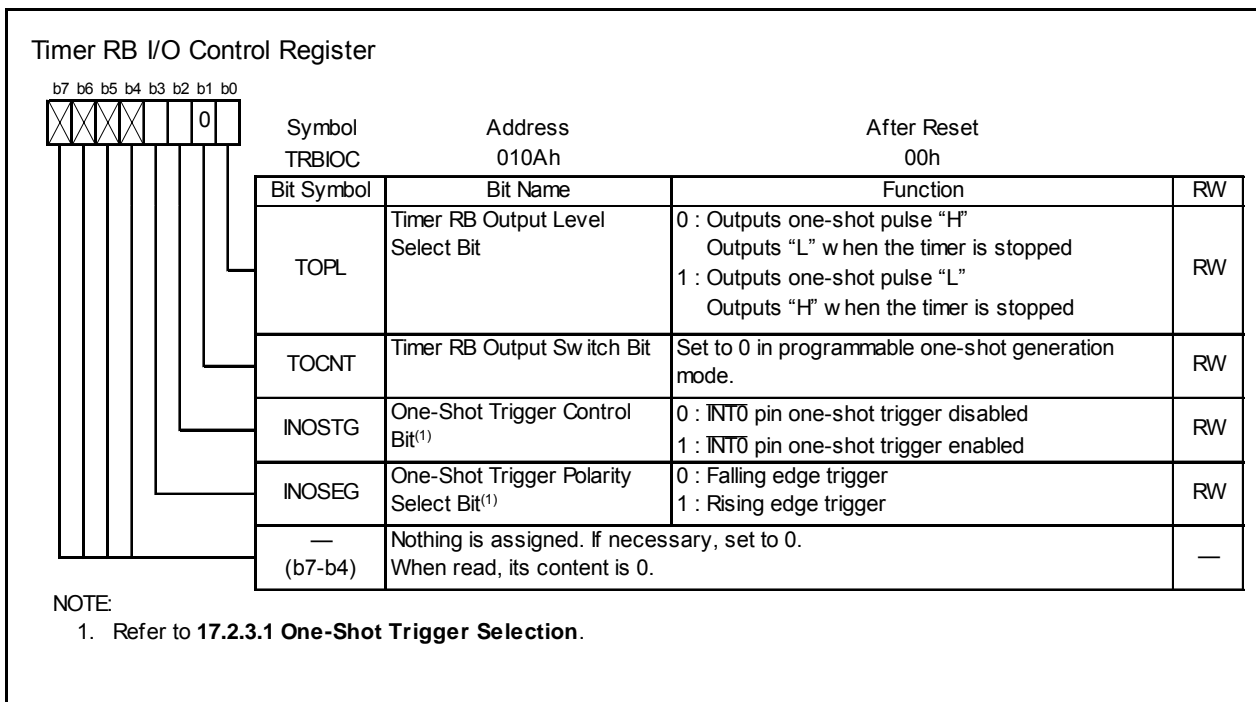 Timer RB I/O Control Register
b7 b6 b5 b4 b3 b2 b1 b0
0
Symbol Address After Reset
TRBIOC 010Ah 00h
Bit Symbol Bit Name Function RW
TOPL
Timer RB Output Level
Select Bit
0 : Outputs one-shot pulse “H”
Outputs “L” w hen the timer is stopped
1 : Outputs one-shot pulse “L”
Outputs “H” w hen the timer is stopped
RW
TOCNT
Timer RB Output Sw itch Bit
Set to 0 in programmable one-shot generation
mode.
RW
INOSTG
One-Shot Trigger Control
Bit(1)
0 : INT0 pin one-shot trigger disabled
1 : INT0 pin one-shot trigger enabled
RW
INOSEG
One-Shot Trigger Polarity
Select Bit(1)
0 : Falling edge trigger
1 : Rising edge trigger
RW
—
(b7-b4)
Nothing is assigned. If necessary, set to 0.
When read, its content is 0.
—
NOTE:
1. Refer to 17.2.3.1 One-Shot Trigger Selection.